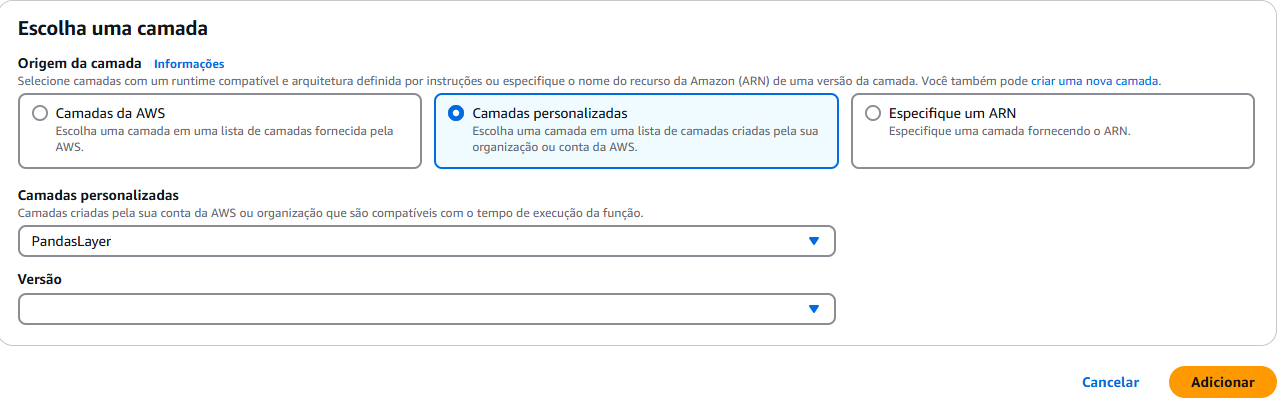 Escolha uma camada
Origem da camada Informações
Selecione camadas com um runtime compatível e arquitetura definida por instruções ou especifique o nome do recurso da Amazon (ARN) de uma versão da camada. Você também pode criar uma nova camada.
Camadas da AWS
Escolha uma camada em uma lista de camadas fornecida pela
AWS.
Camadas personalizadas
Escolha uma camada em uma lista de camadas criadas pela sua
organização ou conta da AWS.
Especifique um ARN
Especifique uma camada fornecendo o ARN.
Camadas personalizadas
Camadas criadas pela sua conta da AWS ou organização que são compatíveis com o tempo de execução da função.
PandasLayer
Versão
Cancelar
Adicionar